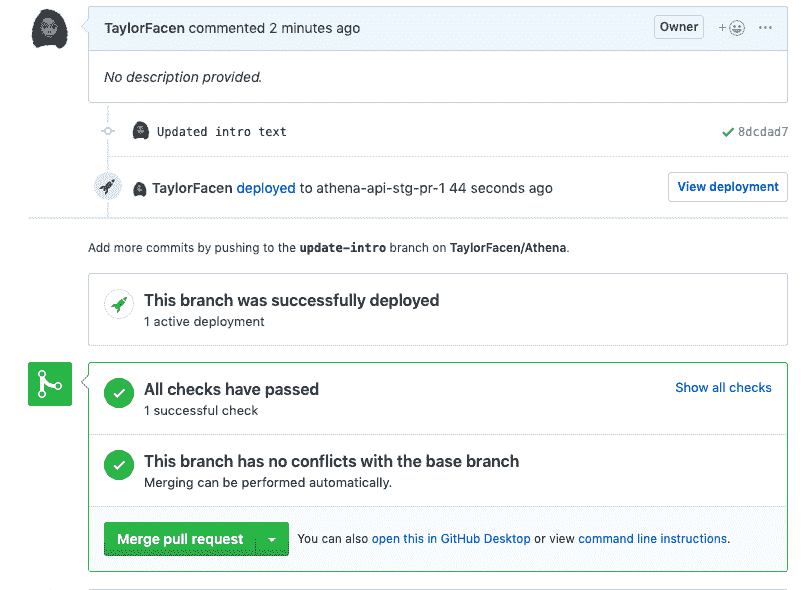 TaylorFacen commented 2 minutes ago Owner
No description provided.
Updated intro text 8dcdad7
TaylorFacen deployed to athena-api-stg-pr-1 44 seconds ago View deployment
Add more commits by pushing to the update-intro branch on TaylorFacen/Athena.
This branch was successfully deployed
1 active deployment
All checks have passed Show all checks
1 successful check
This branch has no conflicts with the base branch
Merging can be performed automatically.
Merge pull request You can also open this in GitHub Desktop or view command line instructions.